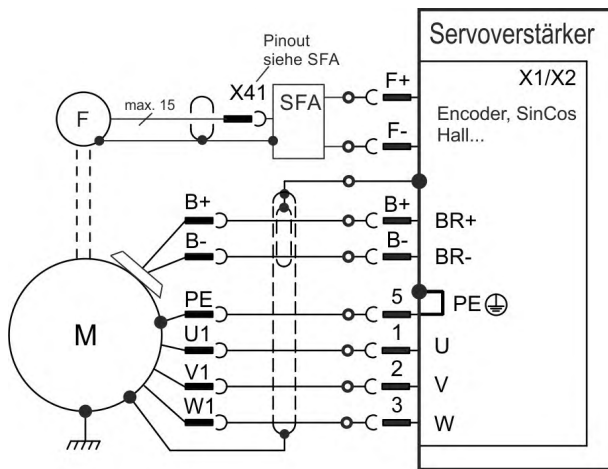 Servoverstärker
Pinout
siehe SFA
X41
SFA
F+
X1/X2
F
max. 15
Encoder, SinCos
Hall...
F-
B+
B+
BR+
B-
B-
BR-
PE
5
PE
M
U1
1
U
V1
2
V
W1
3
W